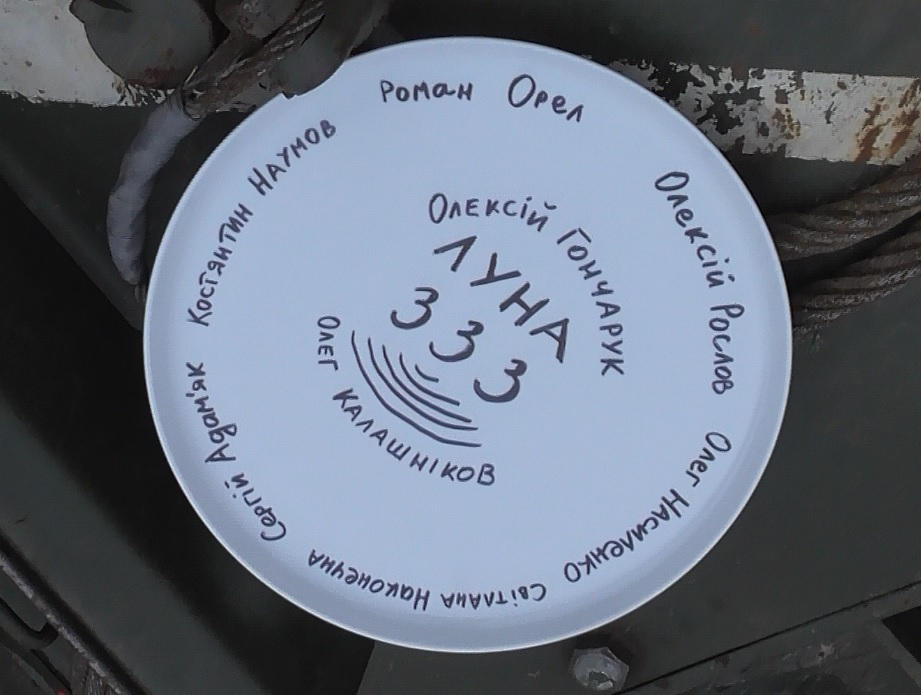 Роман Орел
Олексій Рослов
Олег Насиленко
Світлана Наконечна
Сергій Адам'як
Костянтин Наумов
Олексій Гончарук
ЛУНА
333
Олег Калашніков